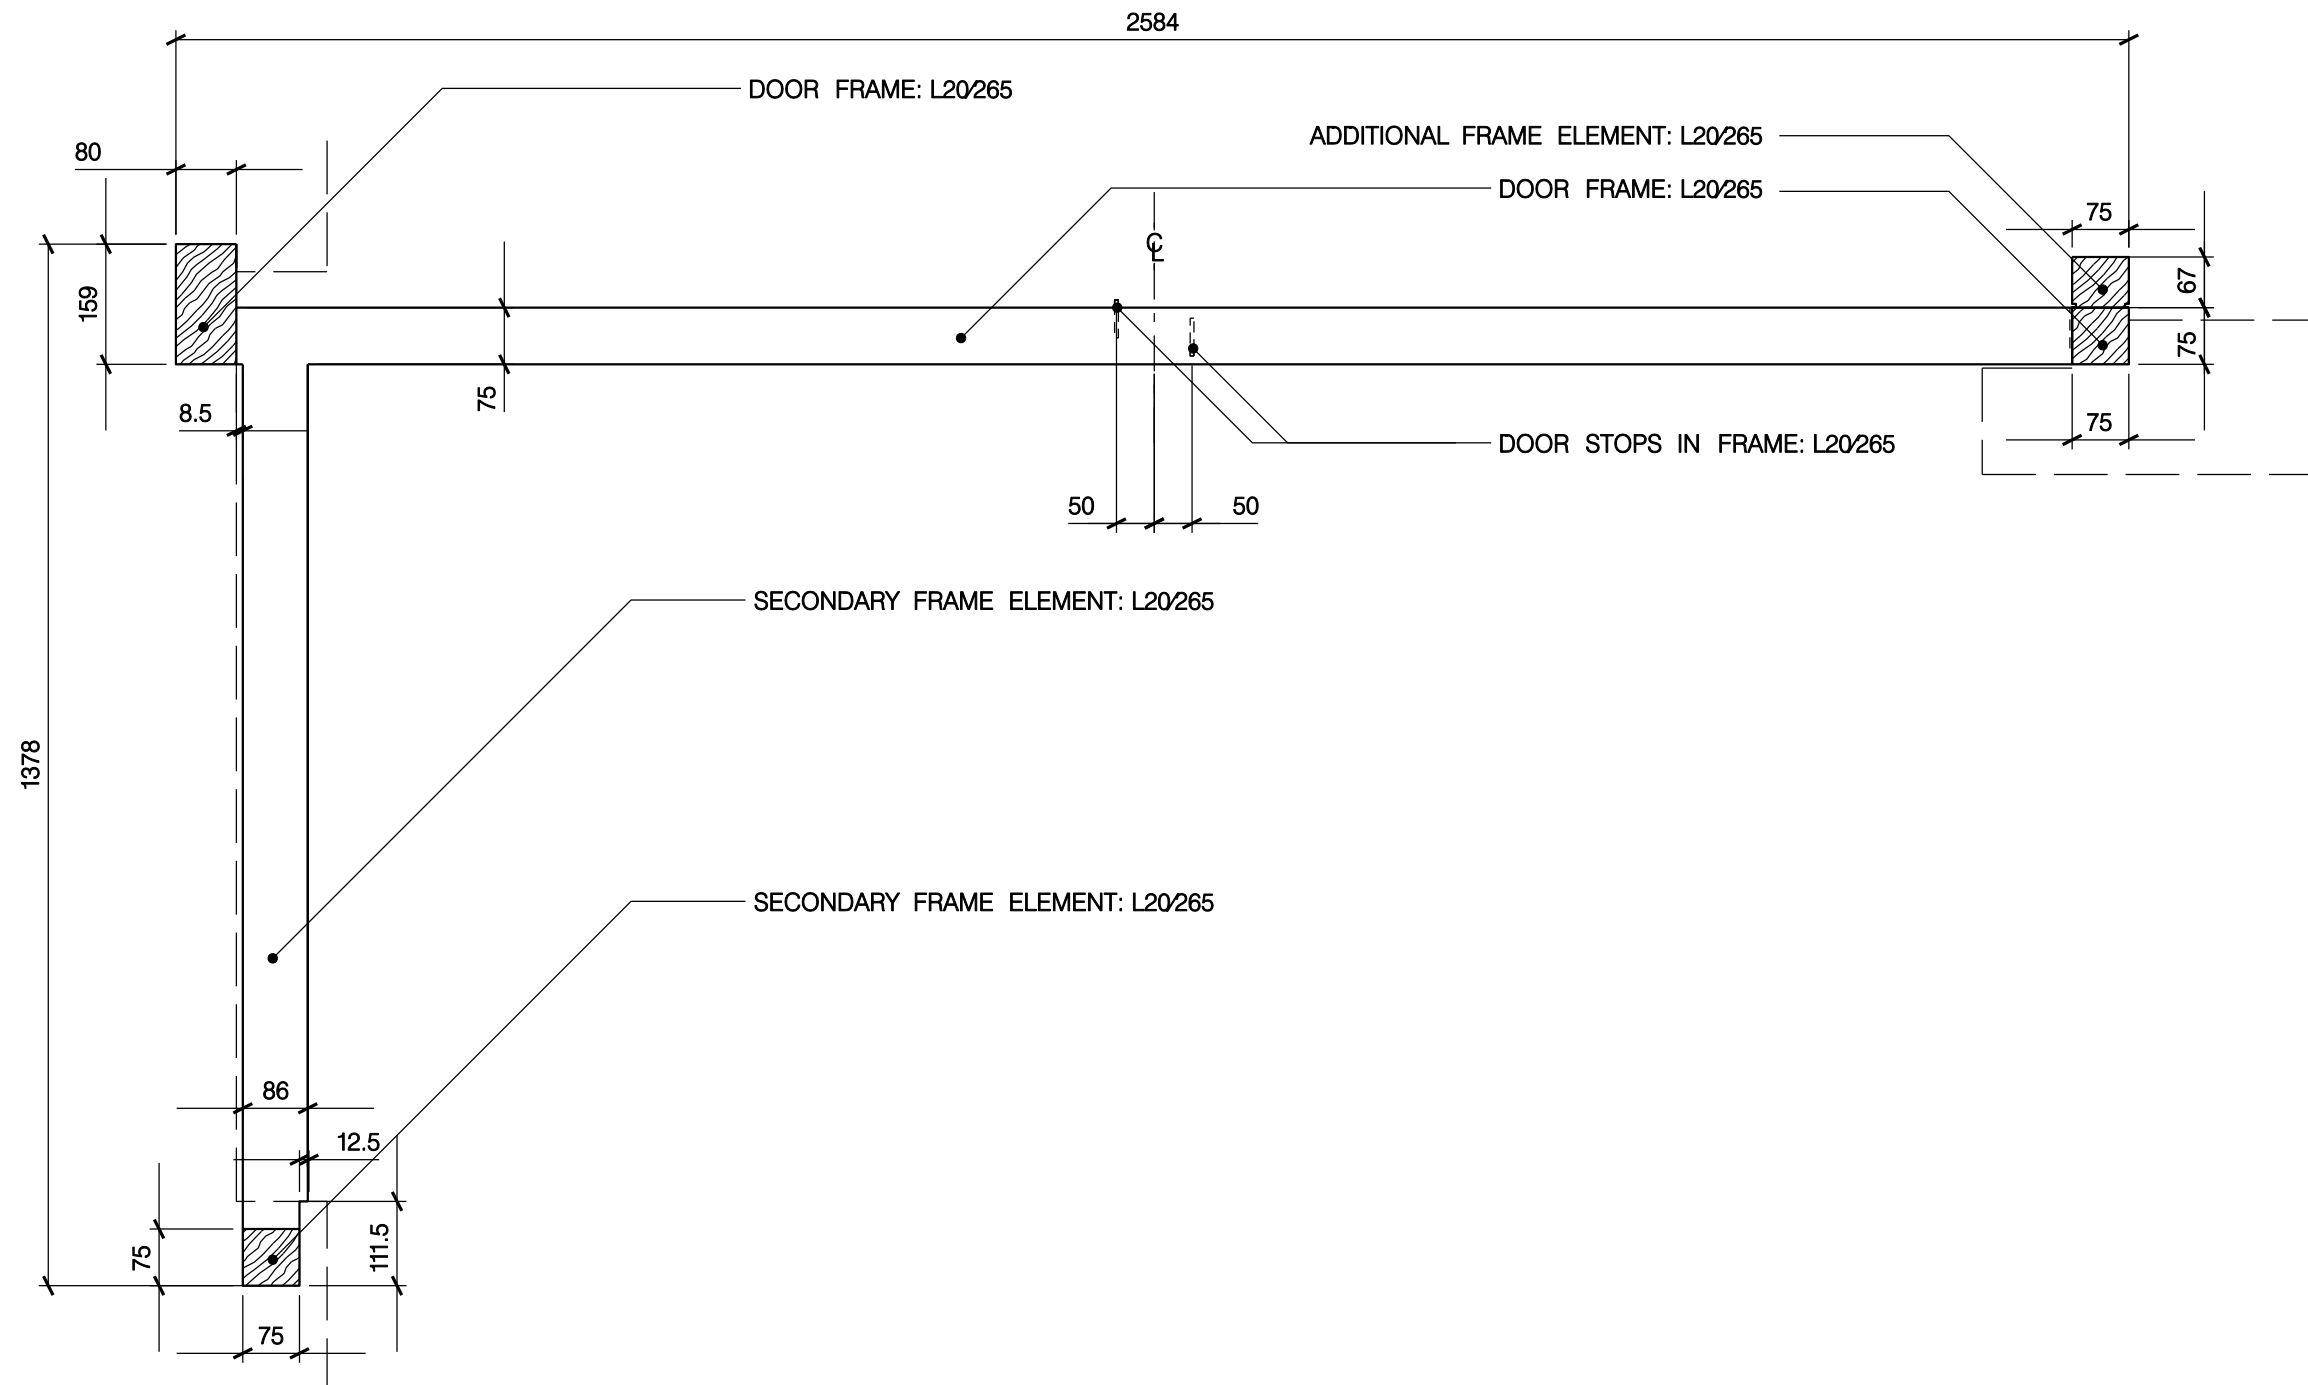 2584
DOOR FRAME: L20/265
ADDITIONAL FRAME ELEMENT: L20/265
80
DOOR FRAME: L20/265
75
CL
67
159
75
75
8.5
75
DOOR STOPS IN FRAME: L20/265
50
50
SECONDARY FRAME ELEMENT: L20/265
1378
SECONDARY FRAME ELEMENT: L20/265
86
12.5
75
111.5
75